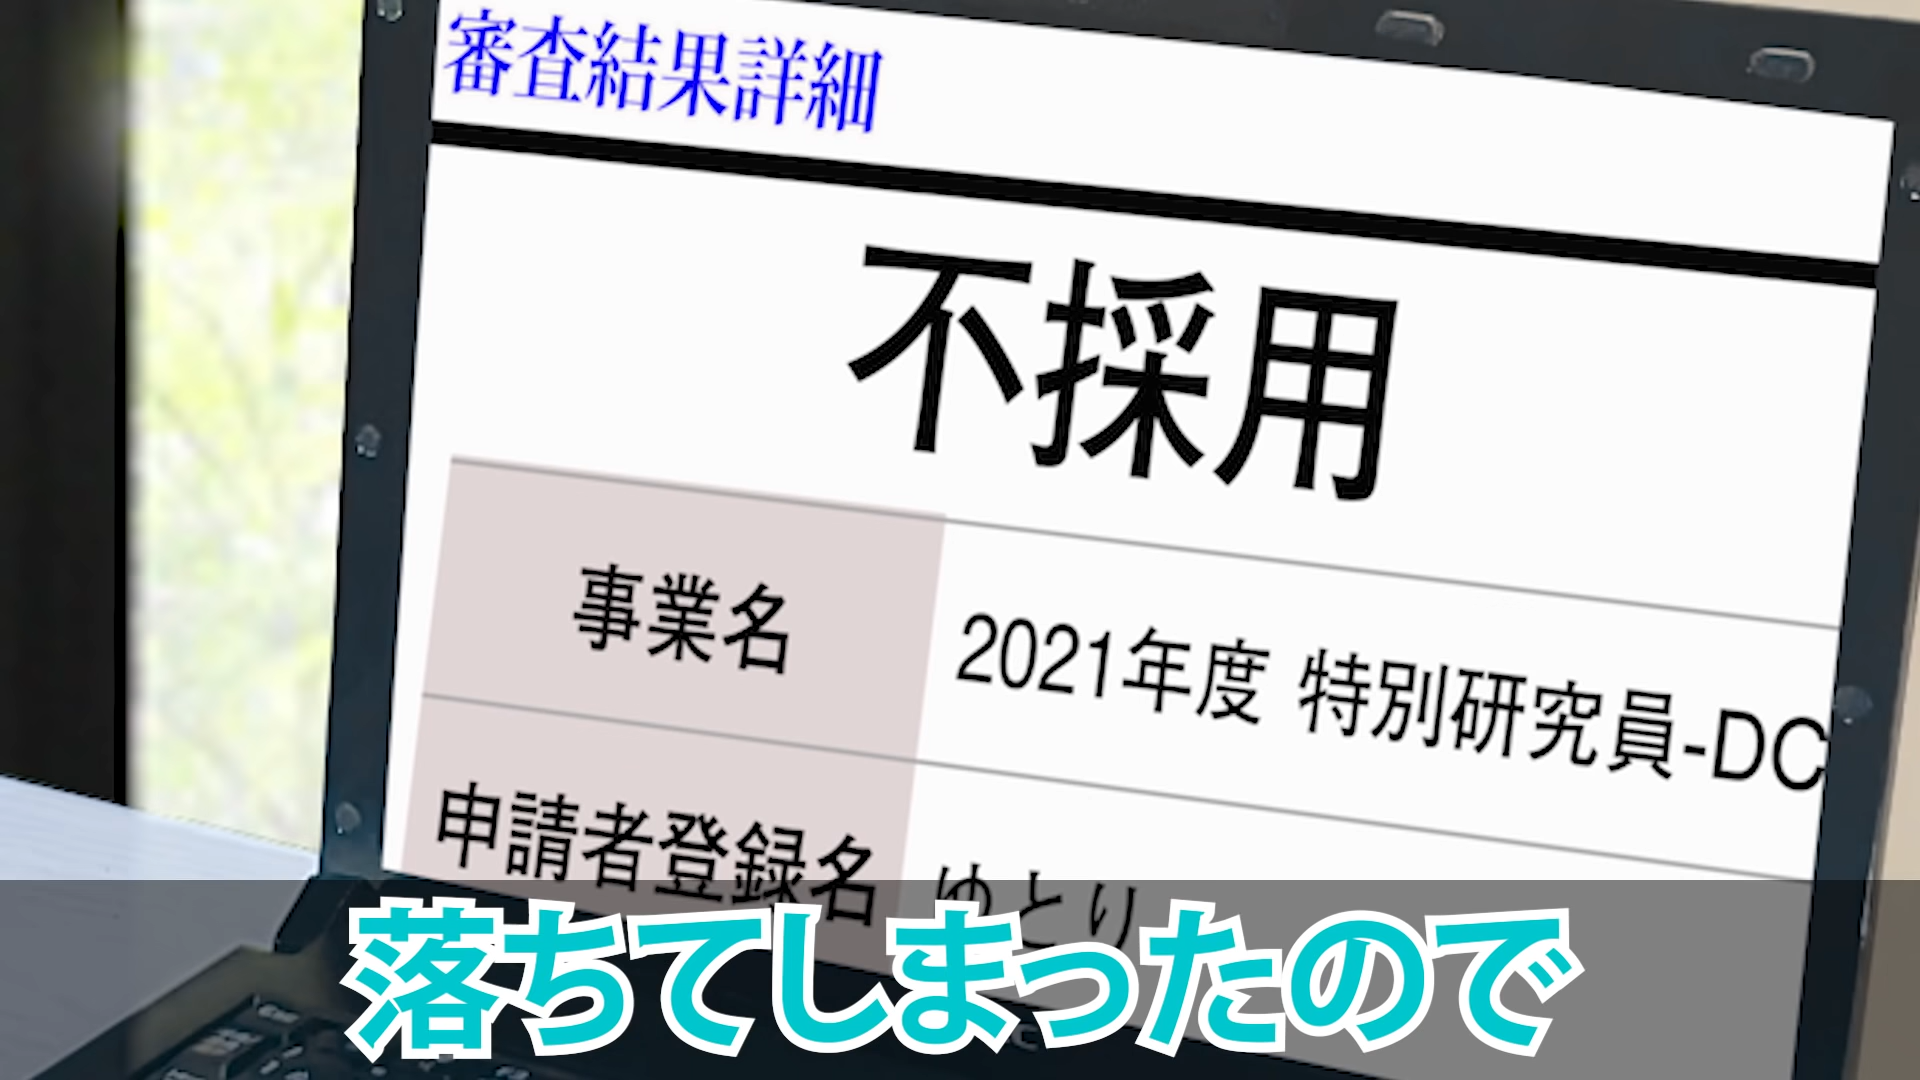 審査結果詳細
不採用
事業名 2021年度 特別研究員-DC
申請者登録名 ゆとり
落ちてしまったので